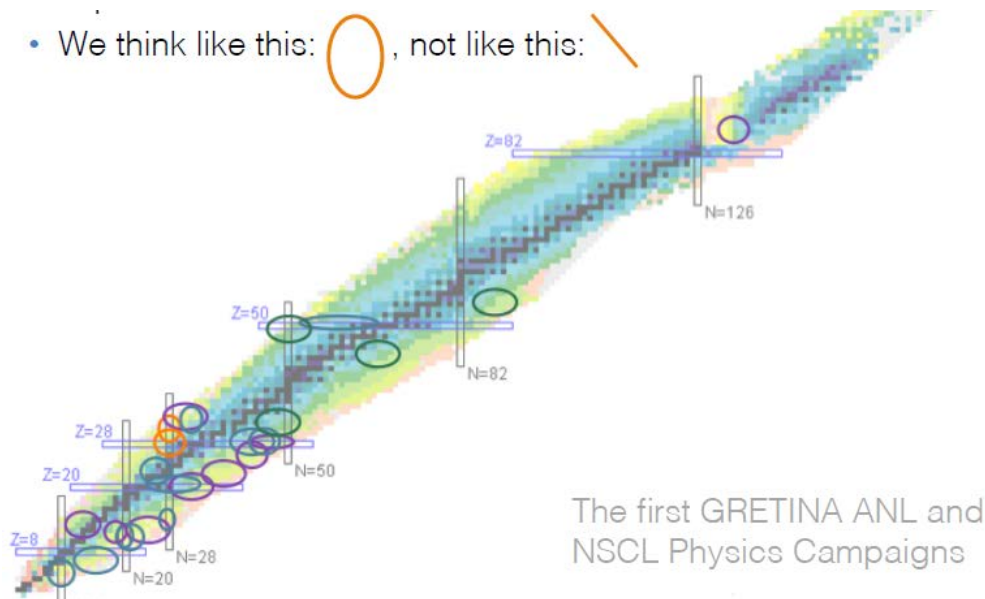 • We think like this: , not like this:
Z=82
N=126
Z=50
N=82
Z=28
N=50
Z=20
N=28
Z=8
N=20
The first GRETINA ANL and
NSCL Physics Campaigns